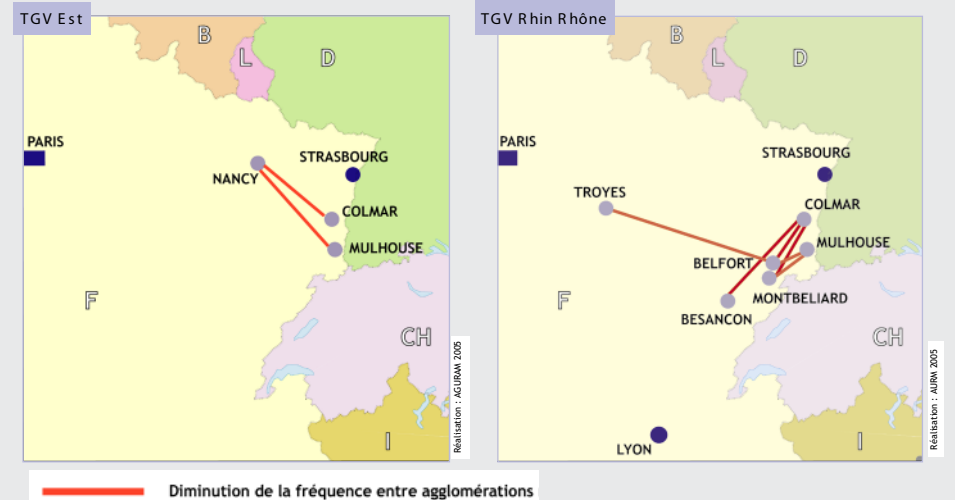 TGV Est
B
L
D
PARIS
STRASBOURG
NANCY
COLMAR
MULHOUSE
F
CH
I
Réalisation : AGURAM 2005
TGV Rhin Rhône
B
L
D
PARIS
STRASBOURG
TROYES
COLMAR
MULHOUSE
BELFORT
MONTBELIARD
BESANCON
F
CH
LYON
I
Réalisation : AURM 2005
Diminution de la fréquence entre agglomérations